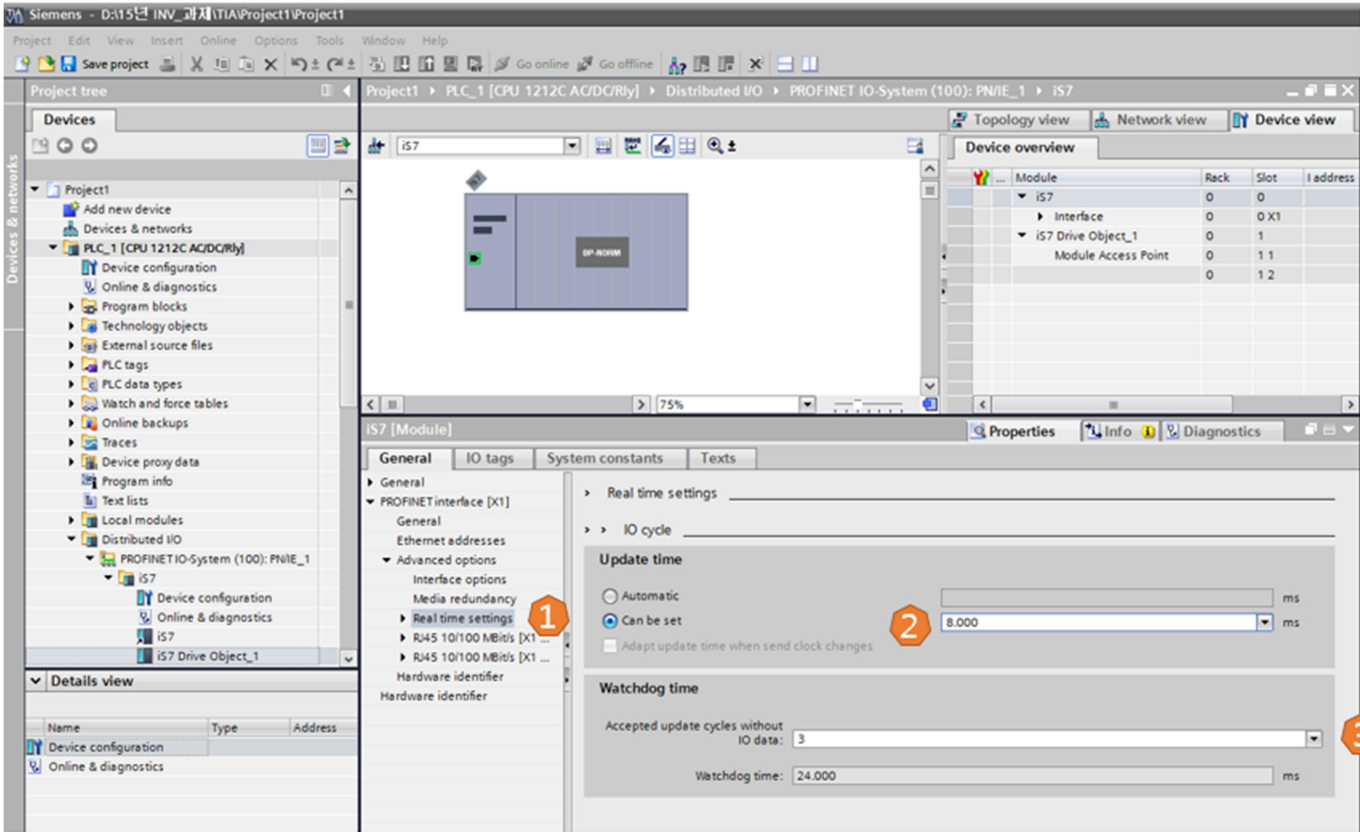 Siemens - D:\15년 INV_과제\TIA\Project1\Project1
Project Edit View Insert Online Options Tools Window Help
Save project Go online Go offline
Project tree
Project1 ▸ PLC_1 [CPU 1212C AC/DC/Rly] ▸ Distributed I/O ▸ PROFINET IO-System (100): PN/IE_1 ▸ iS7
Devices
Topology view Network view Device view
iS7
Device overview
Devices & networks
... Module Rack Slot I address
iS7 0 0
Interface 0 0 X1
iS7 Drive Object_1 0 1
Module Access Point 0 1 1
0 1 2
DP-NORM
Project1
Add new device
Devices & networks
PLC_1 [CPU 1212C AC/DC/Rly]
Device configuration
Online & diagnostics
Program blocks
Technology objects
External source files
PLC tags
PLC data types
Watch and force tables
Online backups
Traces
Device proxy data
Program info
Text lists
Local modules
Distributed I/O
PROFINET IO-System (100): PN/IE_1
iS7
Device configuration
Online & diagnostics
iS7
iS7 Drive Object_1
75%
iS7 [Module]
Properties Info Diagnostics
General IO tags System constants Texts
General
PROFINET interface [X1]
General
Ethernet addresses
Advanced options
Interface options
Media redundancy
Real time settings
RJ45 10/100 MBit/s [X1 ...
RJ45 10/100 MBit/s [X1 ...
Hardware identifier
Hardware identifier
1
Real time settings
IO cycle
Update time
Automatic ms
Can be set 2 8.000 ms
Adapt update time when send clock changes
Watchdog time
Accepted update cycles without
IO data: 3
3
Watchdog time: 24.000 ms
Details view
Name Type Address
Device configuration
Online & diagnostics